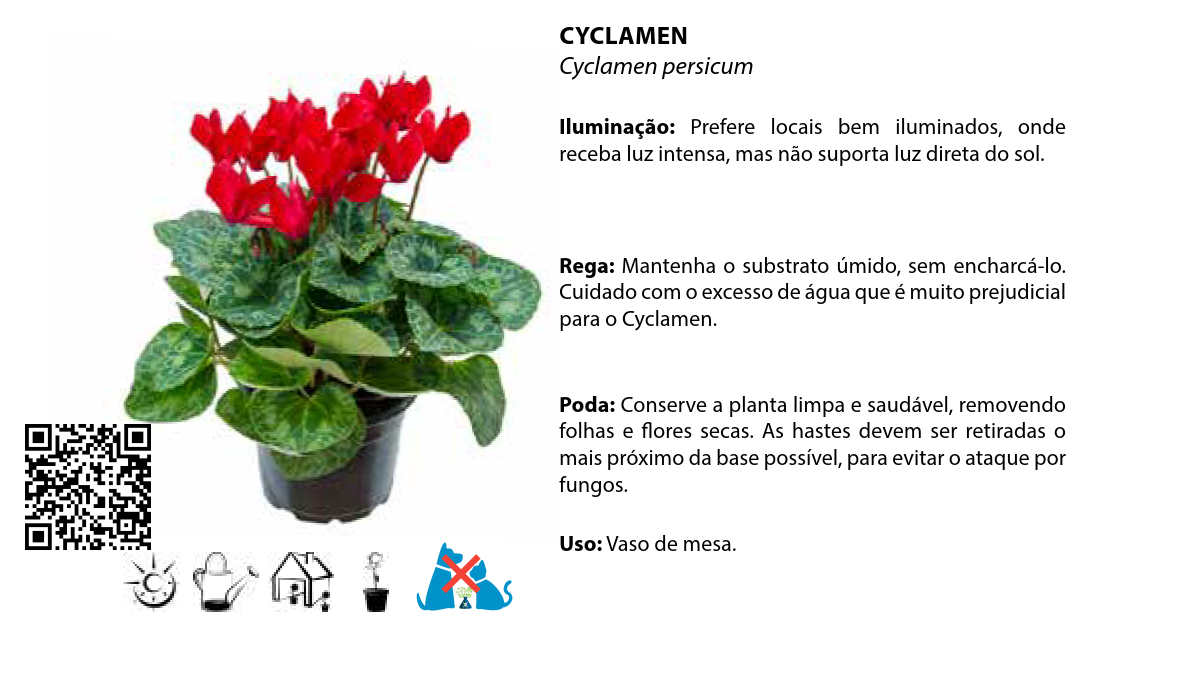 CYCLAMEN
Cyclamen persicum
Iluminação: Prefere locais bem iluminados, onde
receba luz intensa, mas não suporta luz direta do sol.
Rega: Mantenha o substrato úmido, sem encharcá-lo.
Cuidado com o excesso de água que é muito prejudicial
para o Cyclamen.
Poda: Conserve a planta limpa e saudável, removendo
folhas e flores secas. As hastes devem ser retiradas o
mais próximo da base possível, para evitar o ataque por
fungos.
Uso: Vaso de mesa.